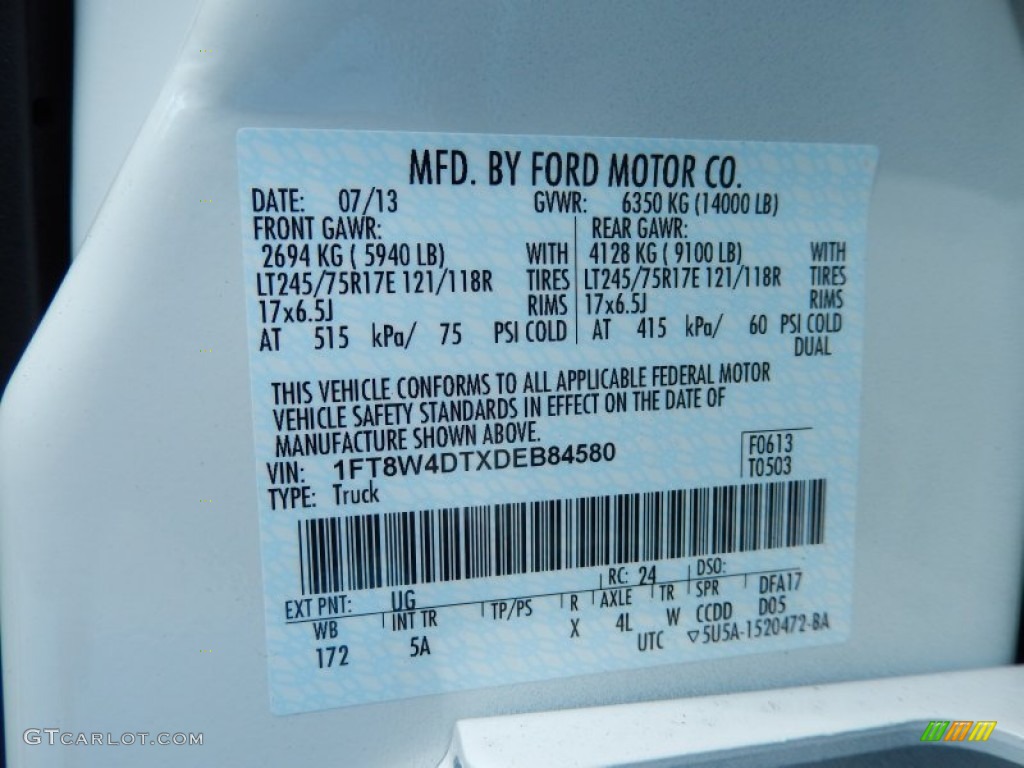 MFD. BY FORD MOTOR CO.
DATE: 07/13 GVWR: 6350 KG (14000 LB)
FRONT GAWR: REAR GAWR:
2694 KG ( 5940 LB) WITH 4128 KG ( 9100 LB) WITH
LT245/75R17E 121/118R TIRES LT245/75R17E 121/118R TIRES
17x6.5J RIMS 17x6.5J RIMS
AT 515 kPa/ 75 PSI COLD AT 415 kPa/ 60 PSI COLD
DUAL
THIS VEHICLE CONFORMS TO ALL APPLICABLE FEDERAL MOTOR
VEHICLE SAFETY STANDARDS IN EFFECT ON THE DATE OF
MANUFACTURE SHOWN ABOVE.
VIN: 1FT8W4DTXDEB84580 F0613
TYPE: Truck T0503
EXT PNT: UG RC: 24 DSO:
WB INT TR TP/PS R AXLE TR SPR DFA17
172 5A X 4L W CCDD D05
UTC ▽5U5A-1520472-BA
GTCARLOT.COM